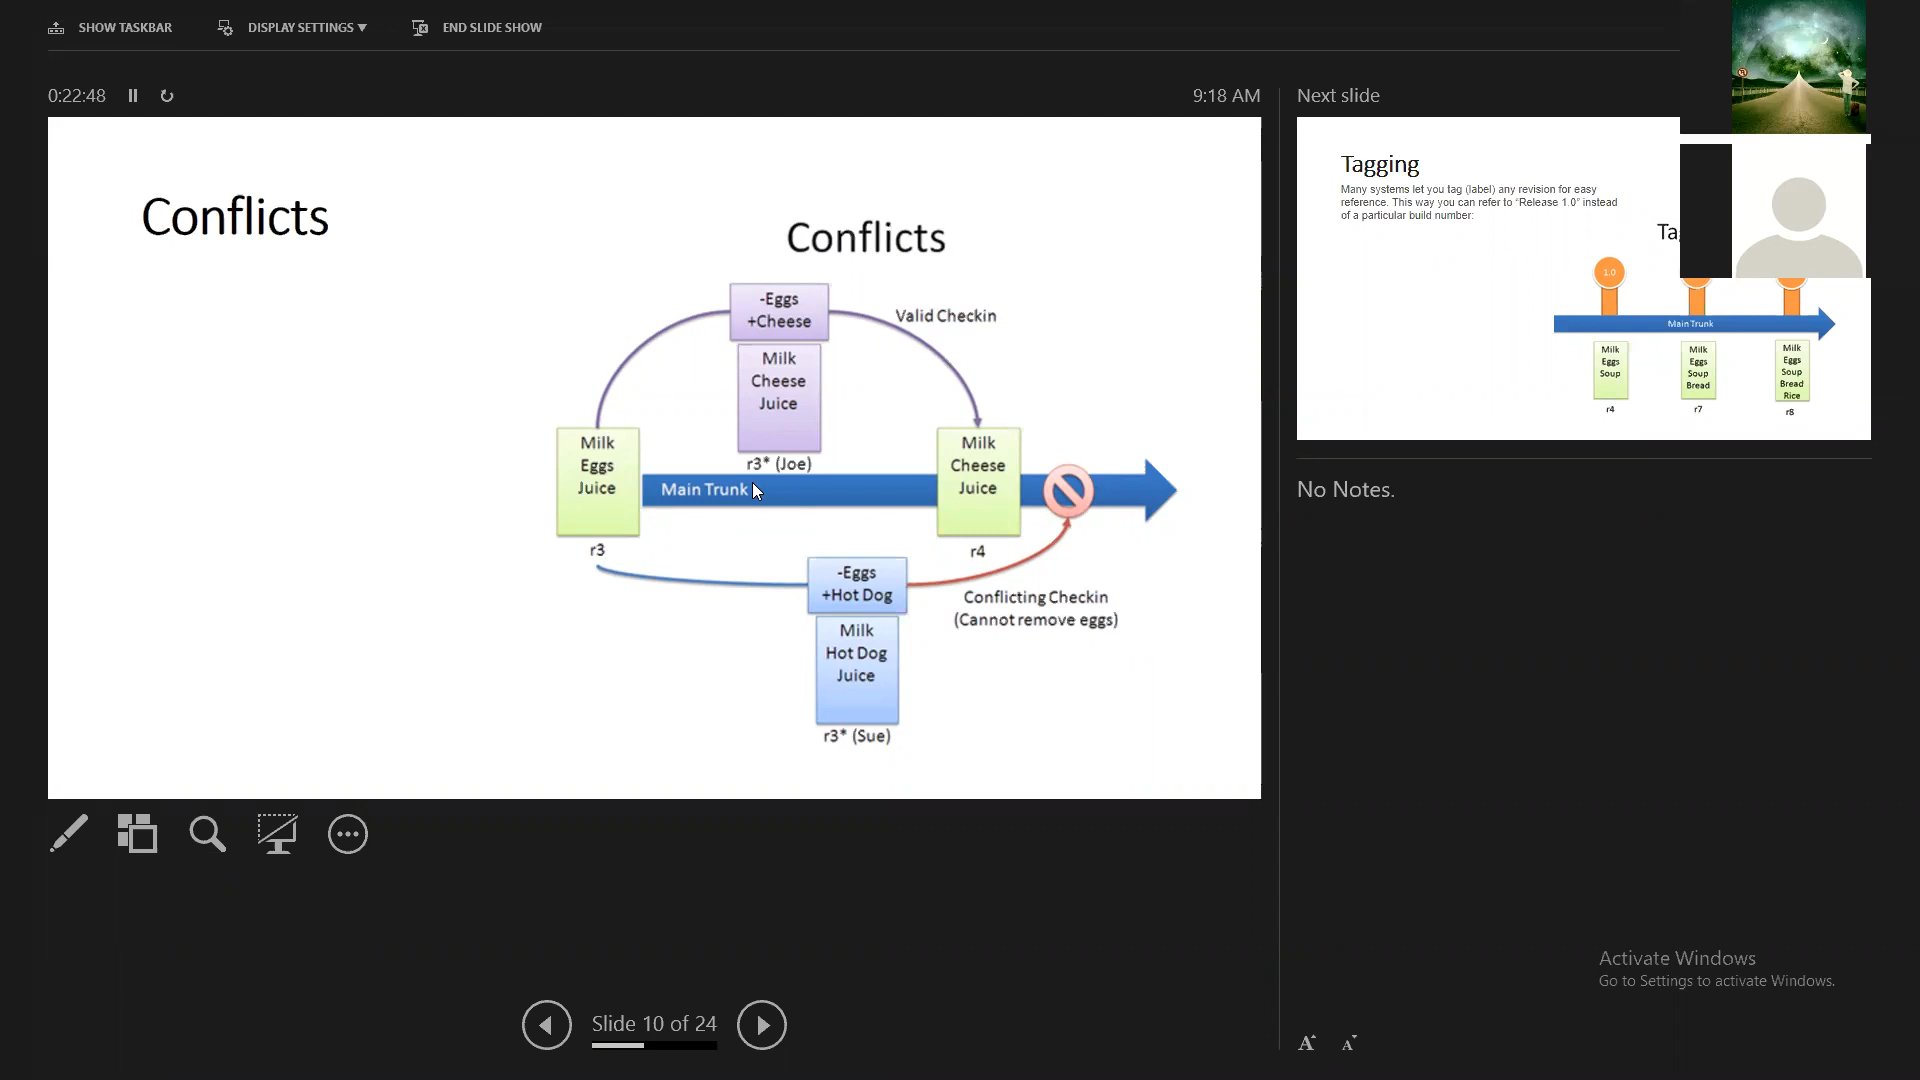 SHOW TASKBAR
DISPLAY SETTINGS
END SLIDE SHOW
0:22:48
9:18 AM
Conflicts
Conflicts
-Eggs
+Cheese
Valid Checkin
Milk
Cheese
Juice
r3* (Joe)
Milk
Eggs
Juice
r3
Main Trunk
Milk
Cheese
Juice
r4
-Eggs
+Hot Dog
Conflicting Checkin
(Cannot remove eggs)
Milk
Hot Dog
Juice
r3* (Sue)
Slide 10 of 24
Next slide
Tagging
Many systems let you tag (label) any revision for easy
reference. This way you can refer to “Release 1.0” instead
of a particular build number:
1.0
Main Trunk
Milk
Eggs
Soup
r4
Milk
Eggs
Soup
Bread
r7
Milk
Eggs
Soup
Bread
Rice
r8
No Notes.
Activate Windows
Go to Settings to activate Windows.
A
A